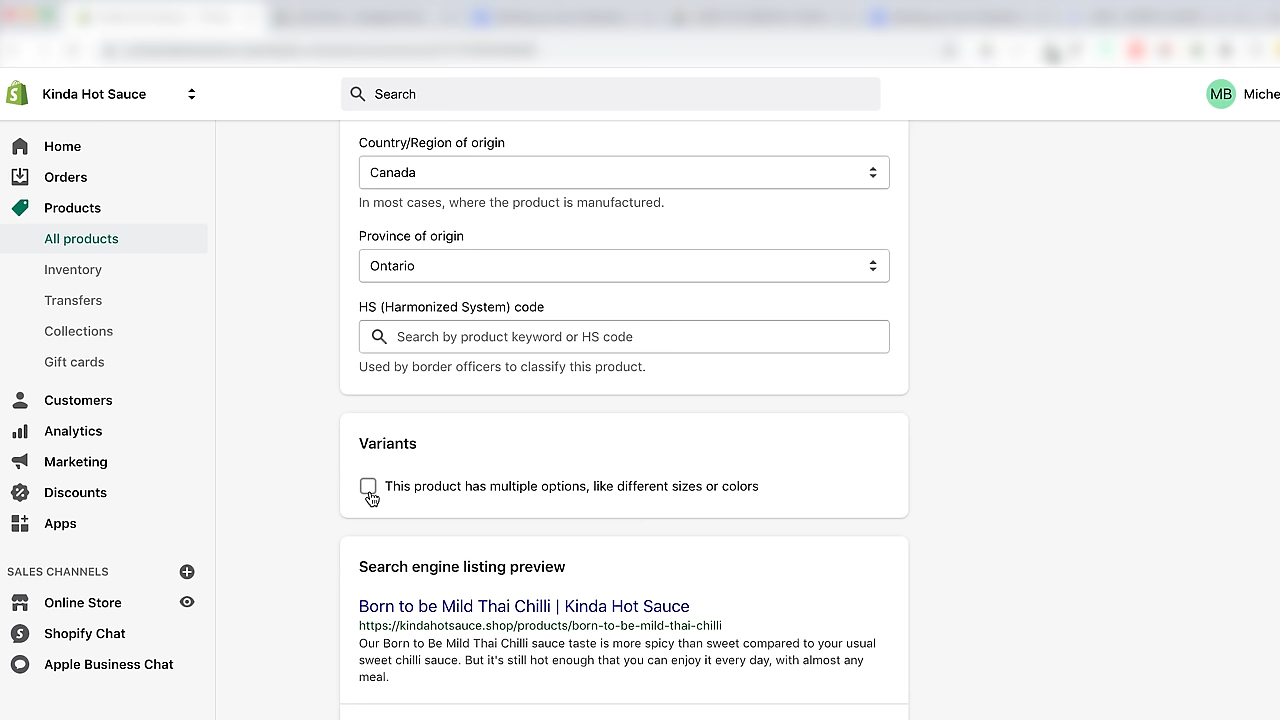 Kinda Hot Sauce
Search
MB Miche
Home
Orders
Products
All products
Inventory
Transfers
Collections
Gift cards
Customers
Analytics
Marketing
Discounts
Apps
SALES CHANNELS
Online Store
Shopify Chat
Apple Business Chat
Country/Region of origin
Canada
In most cases, where the product is manufactured.
Province of origin
Ontario
HS (Harmonized System) code
Search by product keyword or HS code
Used by border officers to classify this product.
Variants
This product has multiple options, like different sizes or colors
Search engine listing preview
Born to be Mild Thai Chilli | Kinda Hot Sauce
https://kindahotsauce.shop/products/born-to-be-mild-thai-chilli
Our Born to Be Mild Thai Chilli sauce taste is more spicy than sweet compared to your usual
sweet chilli sauce. But it's still hot enough that you can enjoy it every day, with almost any
meal.